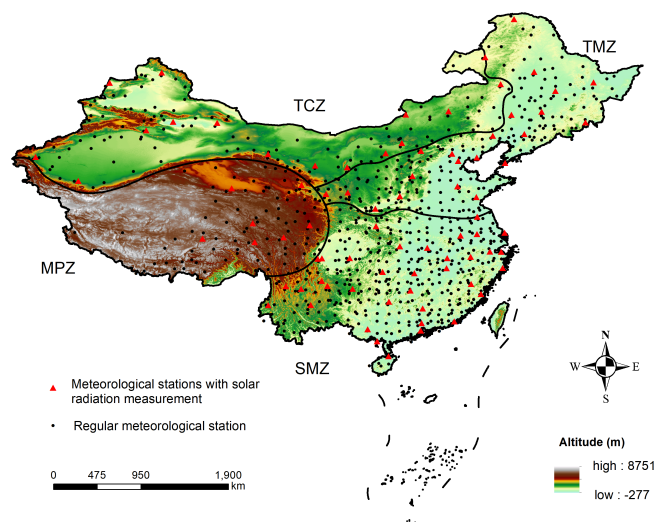 TMZ
TCZ
MPZ
SMZ
N
W E
S
Meteorological stations with solar
radiation measurement
Regular meteorological station
Altitude (m)
high : 8751
low : -277
0 475 950 1,900
km